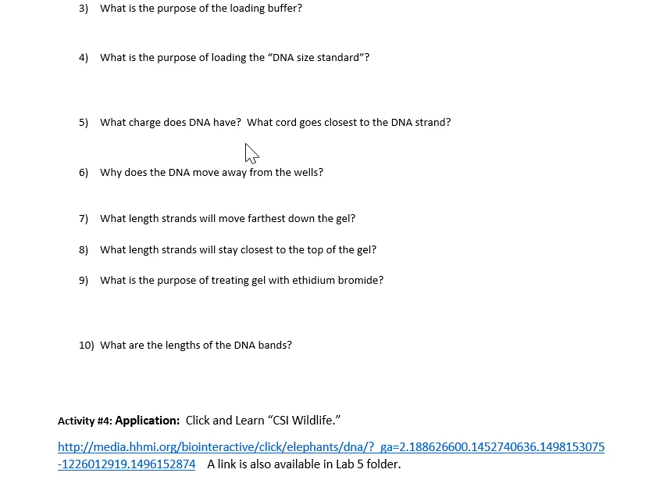 3) What is the purpose of the loading buffer?
4) What is the purpose of loading the “DNA size standard”?
5) What charge does DNA have? What cord goes closest to the DNA strand?
6) Why does the DNA move away from the wells?
7) What length strands will move farthest down the gel?
8) What length strands will stay closest to the top of the gel?
9) What is the purpose of treating gel with ethidium bromide?
10) What are the lengths of the DNA bands?
Activity #4: Application: Click and Learn “CSI Wildlife.”
http://media.hhmi.org/biointeractive/click/elephants/dna/?_ga=2.188626600.1452740636.1498153075
-1226012919.1496152874 A link is also available in Lab 5 folder.